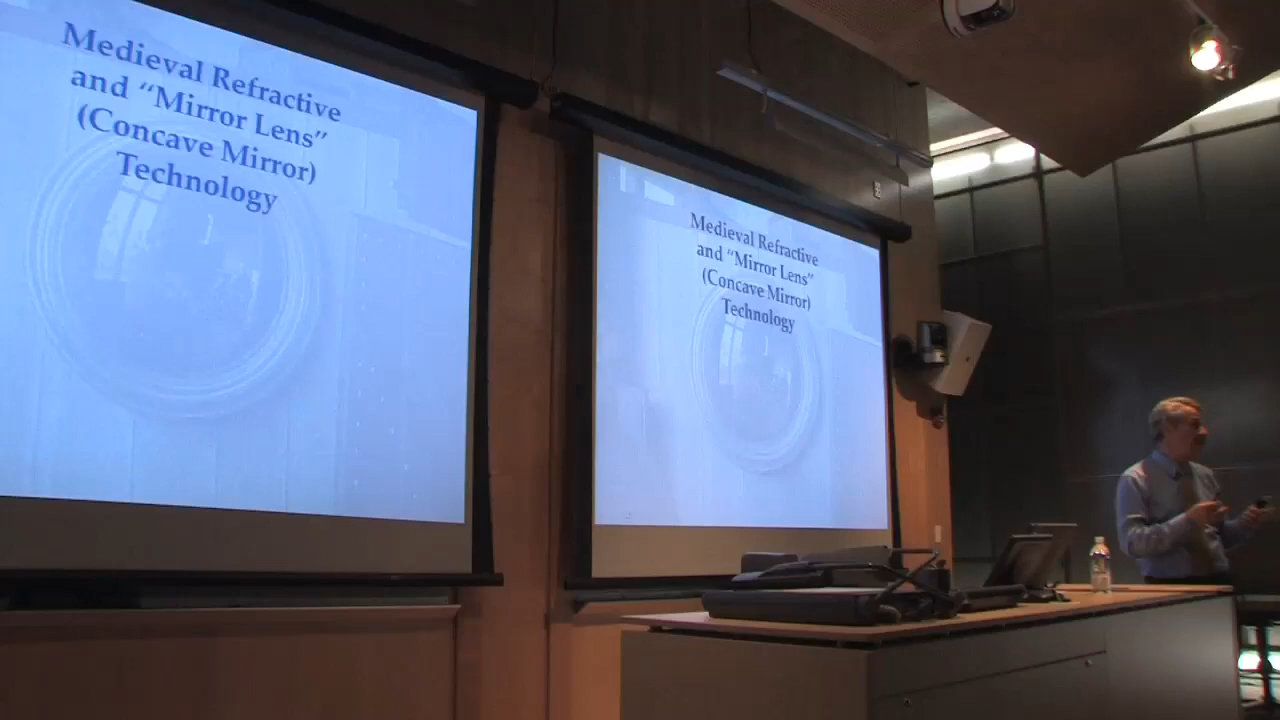 Medieval Refractive
and “Mirror Lens”
(Concave Mirror)
Technology
Medieval Refractive
and “Mirror Lens”
(Concave Mirror)
Technology